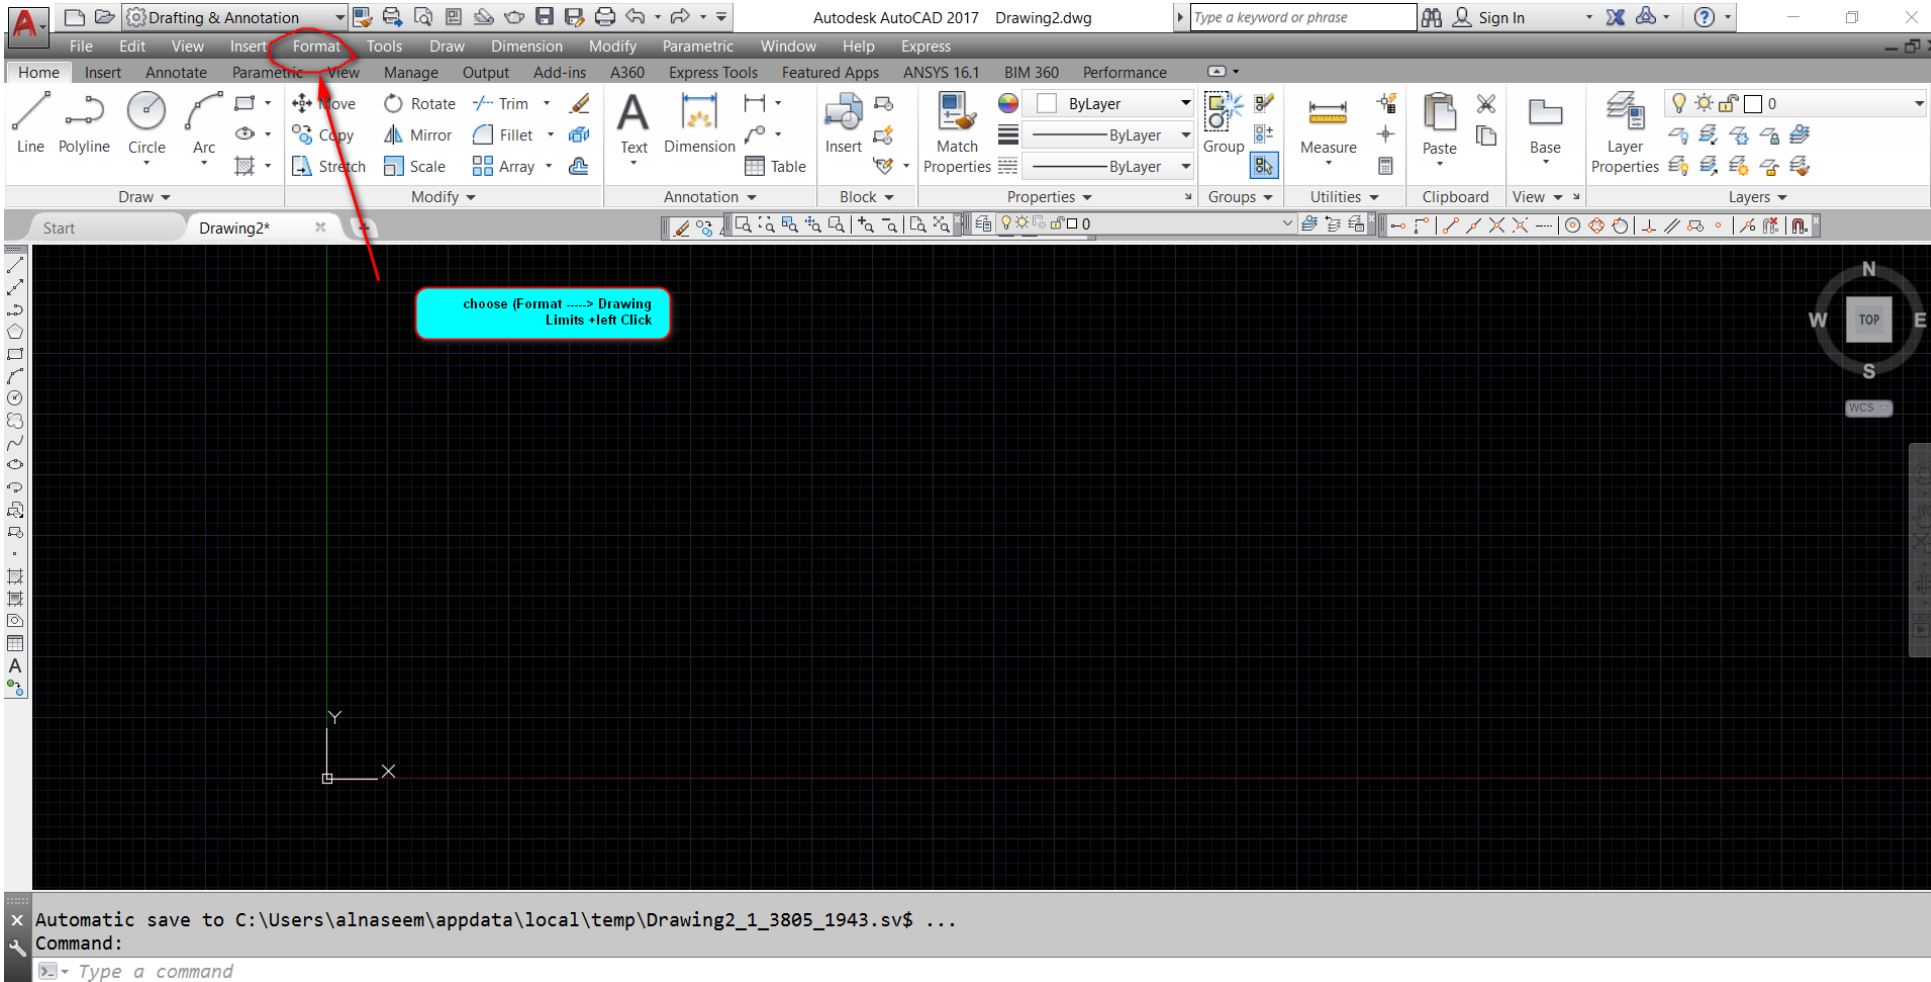 Drafting & Annotation
Autodesk AutoCAD 2017 Drawing2.dwg
Type a keyword or phrase
Sign In
File Edit View Insert Format Tools Draw Dimension Modify Parametric Window Help Express
Home Insert Annotate Parametric View Manage Output Add-ins A360 Express Tools Featured Apps ANSYS 16.1 BIM 360 Performance
Line Polyline Circle Arc
Draw
Move Rotate Trim
Copy Mirror Fillet
Stretch Scale Array
Modify
A
Text Dimension
Table
Annotation
Insert
Block
Match
Properties
ByLayer
ByLayer
ByLayer
Properties
Group
Groups
Measure
Utilities
Paste
Clipboard
Base
View
Layer
Properties
0
Layers
Start Drawing2*
0
choose (Format -----> Drawing
Limits +left Click
N
W TOP E
S
WCS
A
Y
X
Automatic save to C:\Users\alnaseem\appdata\local\temp\Drawing2_1_3805_1943.sv$ ...
Command:
Type a command